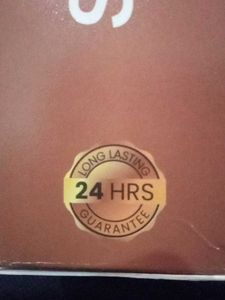 S
LONG LASTING
24 HRS
GUARANTEE